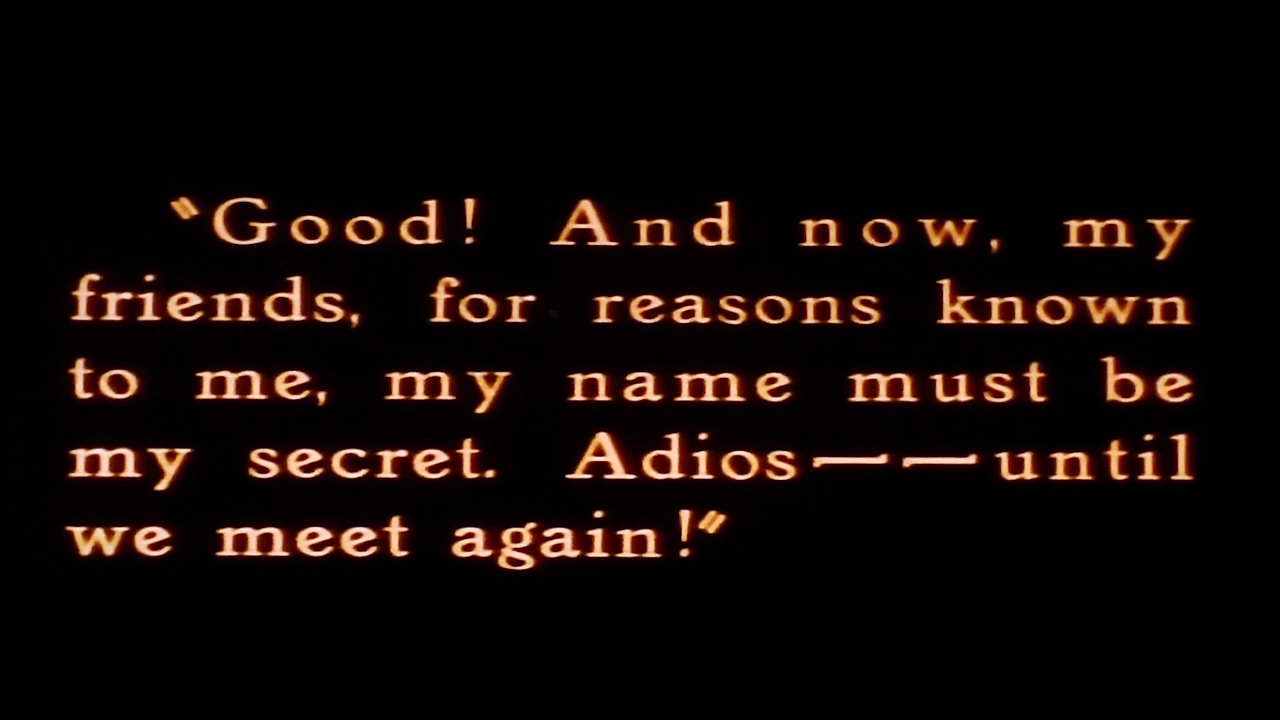 "Good! And now, my
friends, for reasons known
to me, my name must be
my secret. Adios——until
we meet again!"